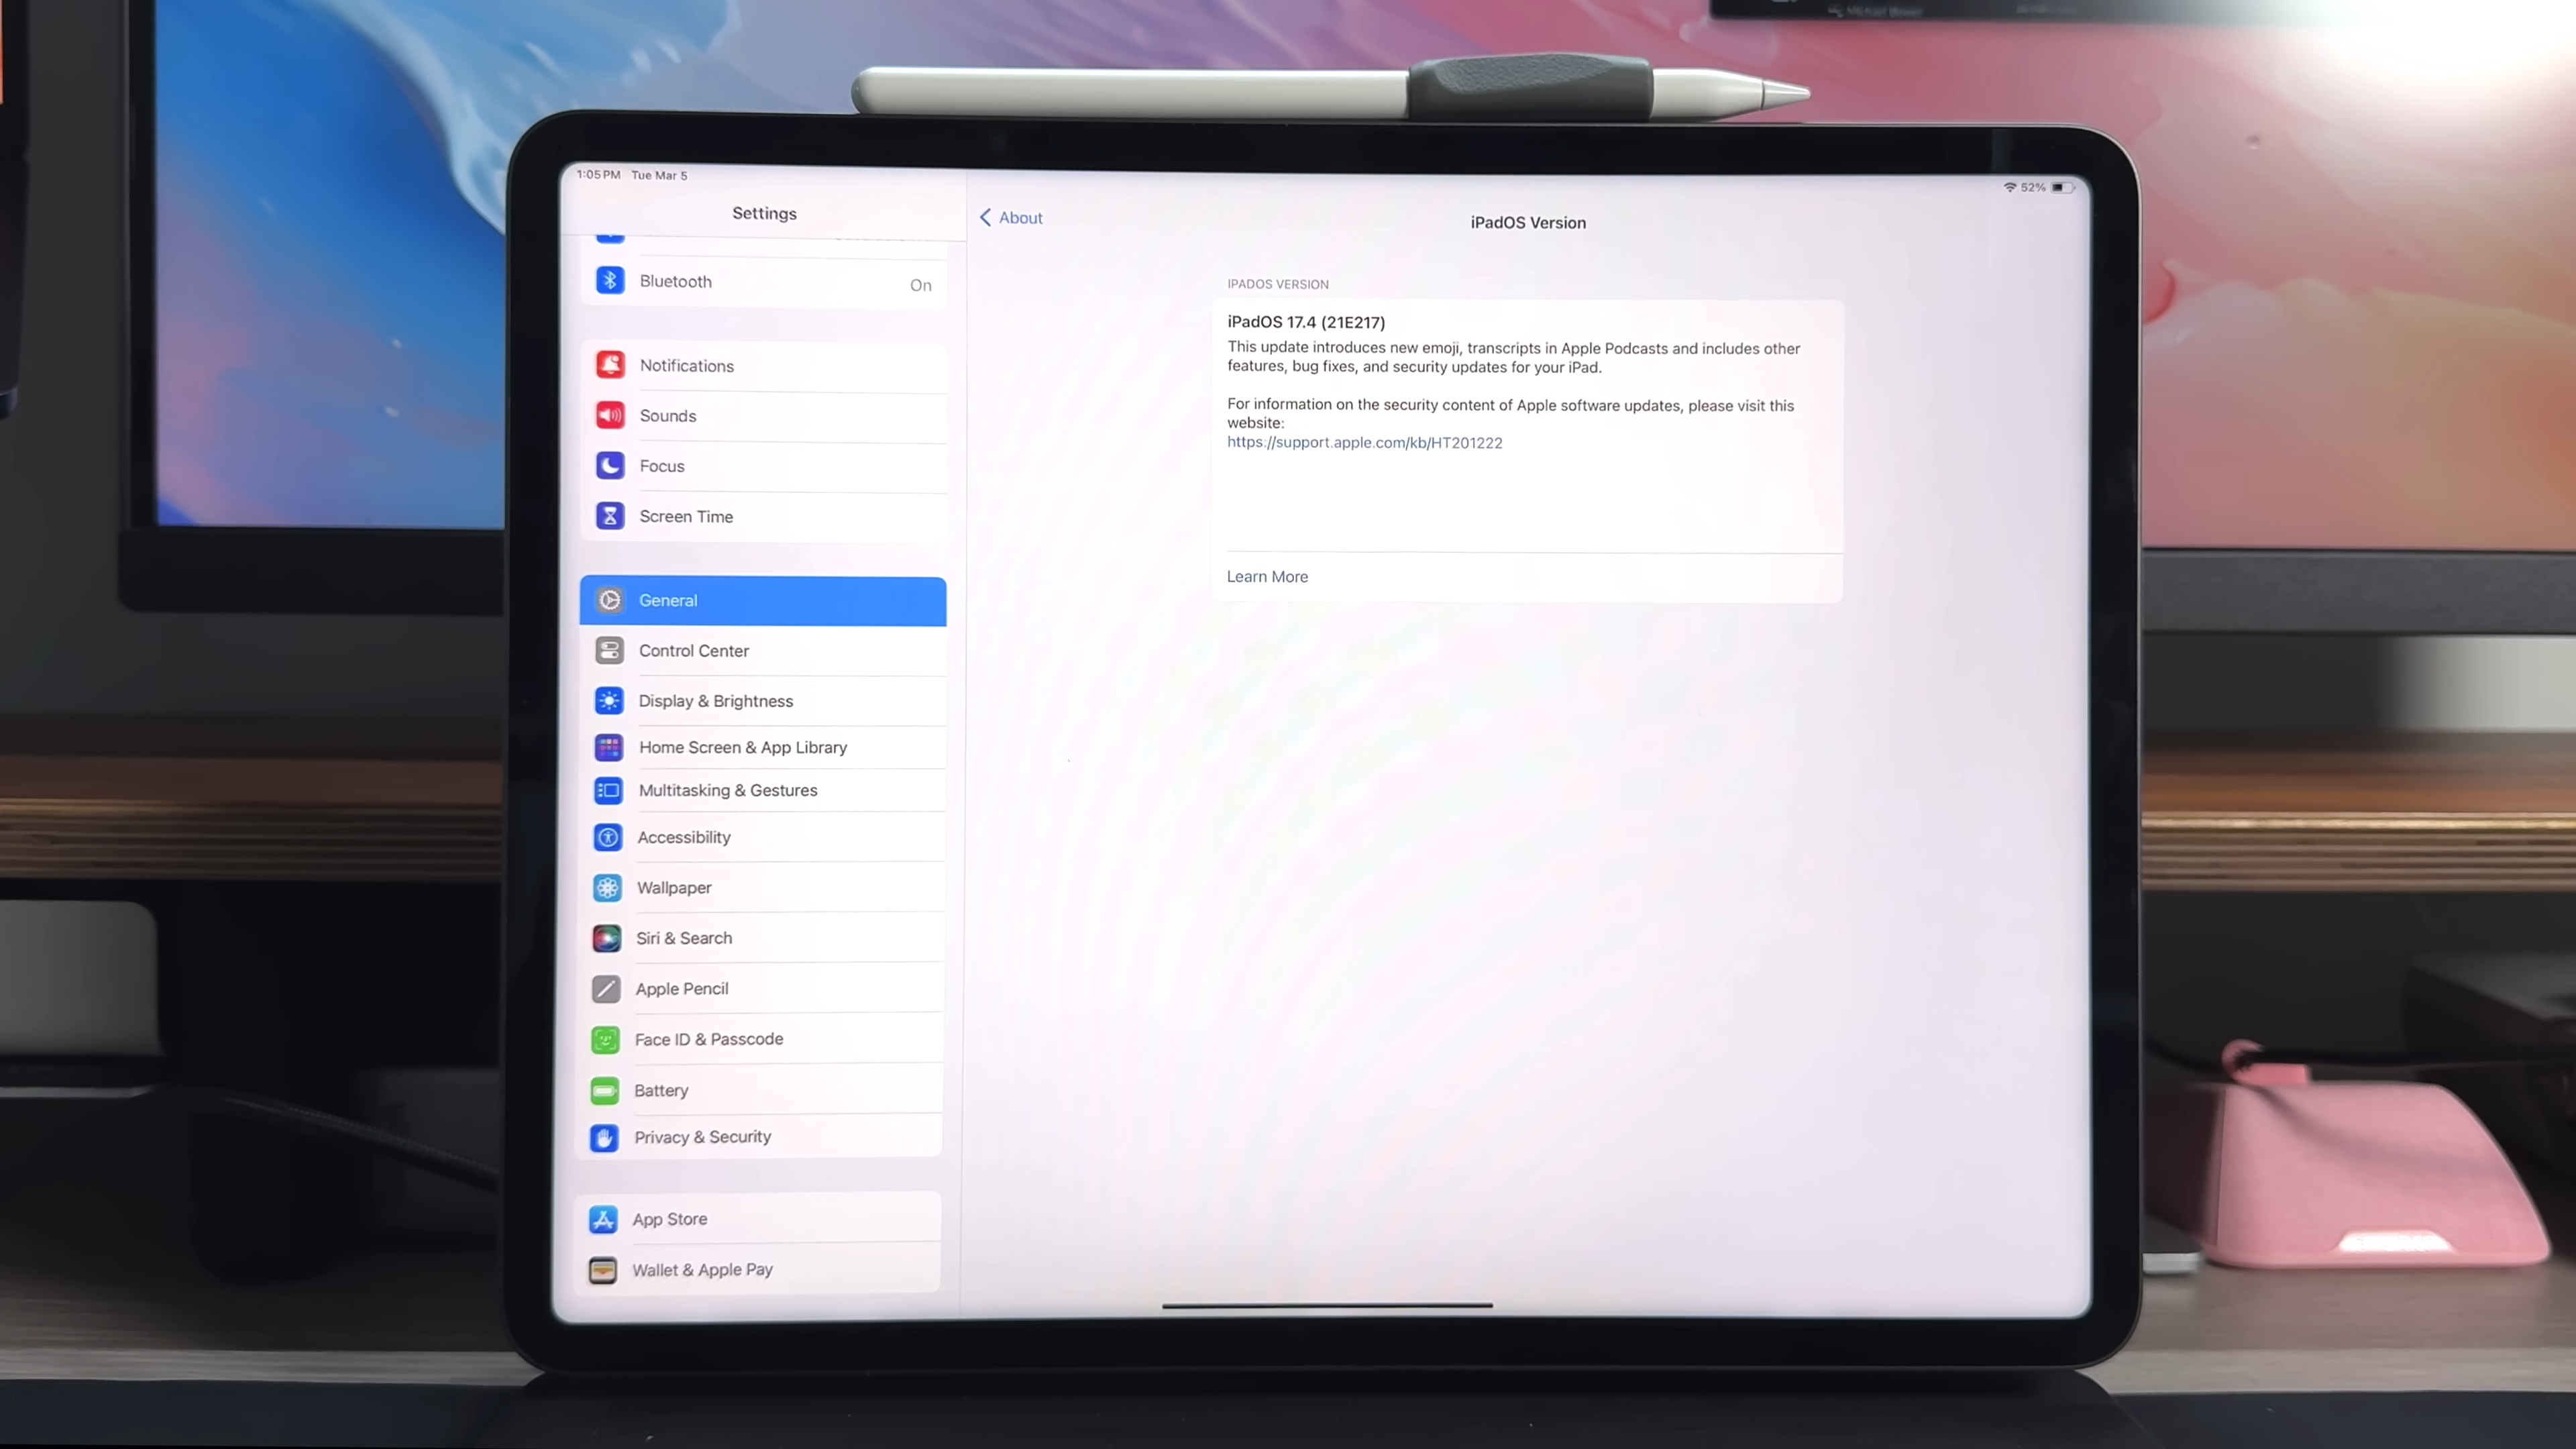 1:05 PM Tue Mar 5
52%
Settings
About
iPadOS Version
Bluetooth
On
Notifications
Sounds
Focus
Screen Time
General
Control Center
Display & Brightness
Home Screen & App Library
Multitasking & Gestures
Accessibility
Wallpaper
Siri & Search
Apple Pencil
Face ID & Passcode
Battery
Privacy & Security
App Store
Wallet & Apple Pay
IPADOS VERSION
iPadOS 17.4 (21E217)
This update introduces new emoji, transcripts in Apple Podcasts and includes other
features, bug fixes, and security updates for your iPad.
For information on the security content of Apple software updates, please visit this
website:
https://support.apple.com/kb/HT201222
Learn More